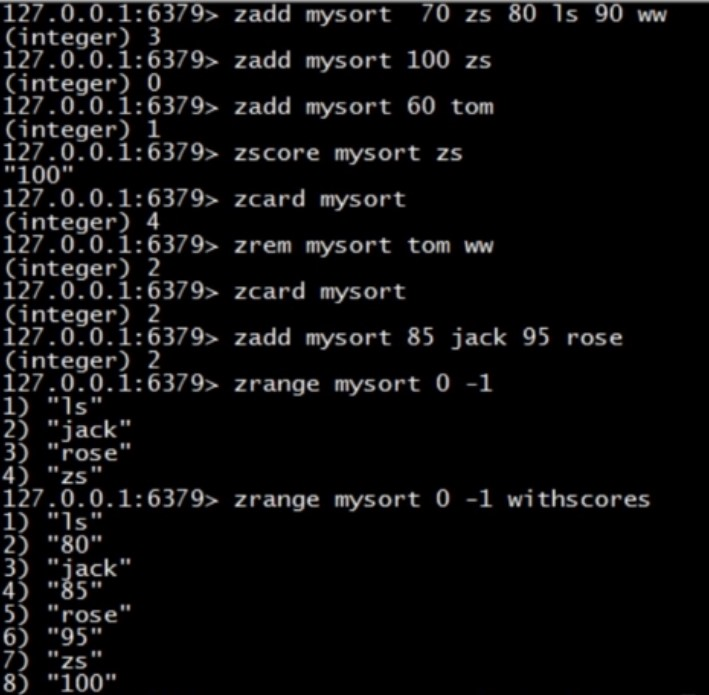 127.0.0.1:6379> zadd mysort  70 zs 80 ls 90 ww
(integer) 3
127.0.0.1:6379> zadd mysort 100 zs
(integer) 0
127.0.0.1:6379> zadd mysort 60 tom
(integer) 1
127.0.0.1:6379> zscore mysort zs
"100"
127.0.0.1:6379> zcard mysort
(integer) 4
127.0.0.1:6379> zrem mysort tom ww
(integer) 2
127.0.0.1:6379> zcard mysort
(integer) 2
127.0.0.1:6379> zadd mysort 85 jack 95 rose
(integer) 2
127.0.0.1:6379> zrange mysort 0 -1
1) "ls"
2) "jack"
3) "rose"
4) "zs"
127.0.0.1:6379> zrange mysort 0 -1 withscores
1) "ls"
2) "80"
3) "jack"
4) "85"
5) "rose"
6) "95"
7) "zs"
8) "100"